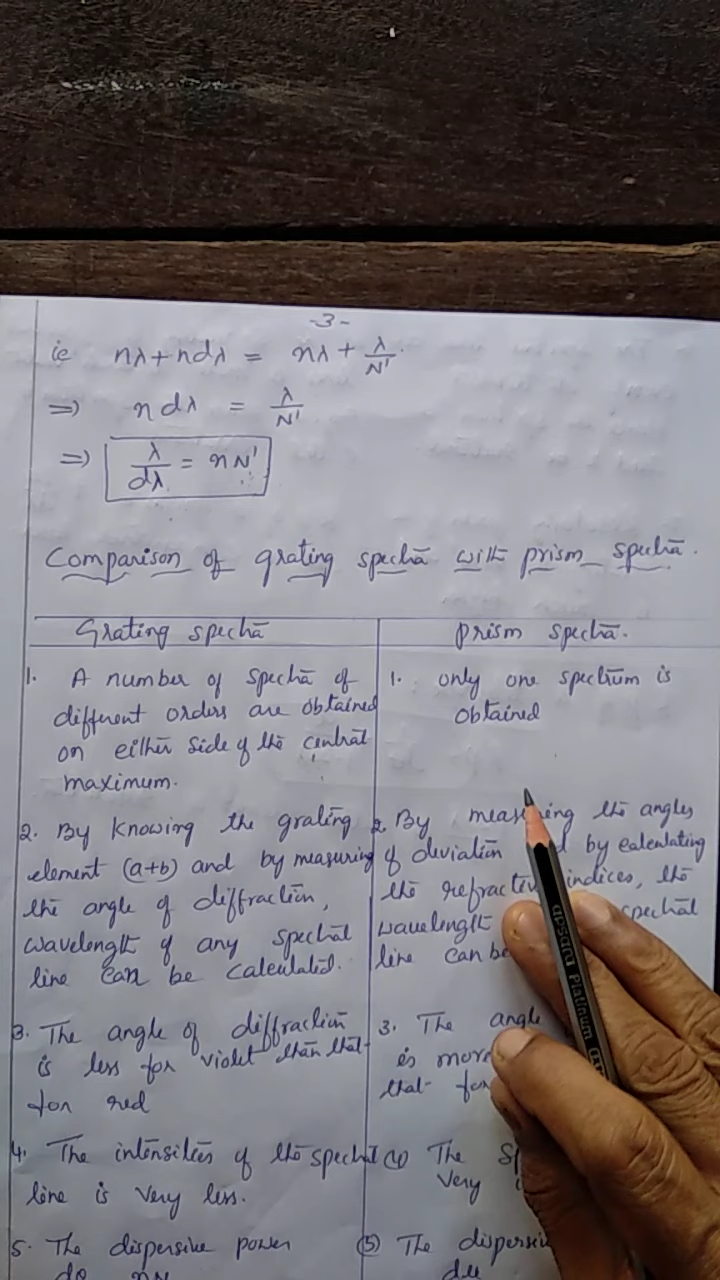 -3-
ie nλ+ndλ = nλ + λ/N'
⇒ n dλ = λ/N'
⇒ λ/dλ = nN'
Comparison of grating spectra with prism spectra.
Grating spectra
1. A number of spectra of
different orders are obtained
on either side of the central
maximum.
2. By knowing the grating
element (a+b) and by measuring
the angle of diffraction,
wavelength of any spectral
line can be calculated.
3. The angle of diffraction
is less for violet than that
for red
4. The intensities of the spectral
line is very less.
5. The dispersive power
prism spectra.
1. only one spectrum is
obtained
2. By measuring the angles
of deviation by calculating
the refractive indices, the
wavelength spectral
line can be
3. The angle
is more
that for
The
very
⑤ The
apsara Platinum